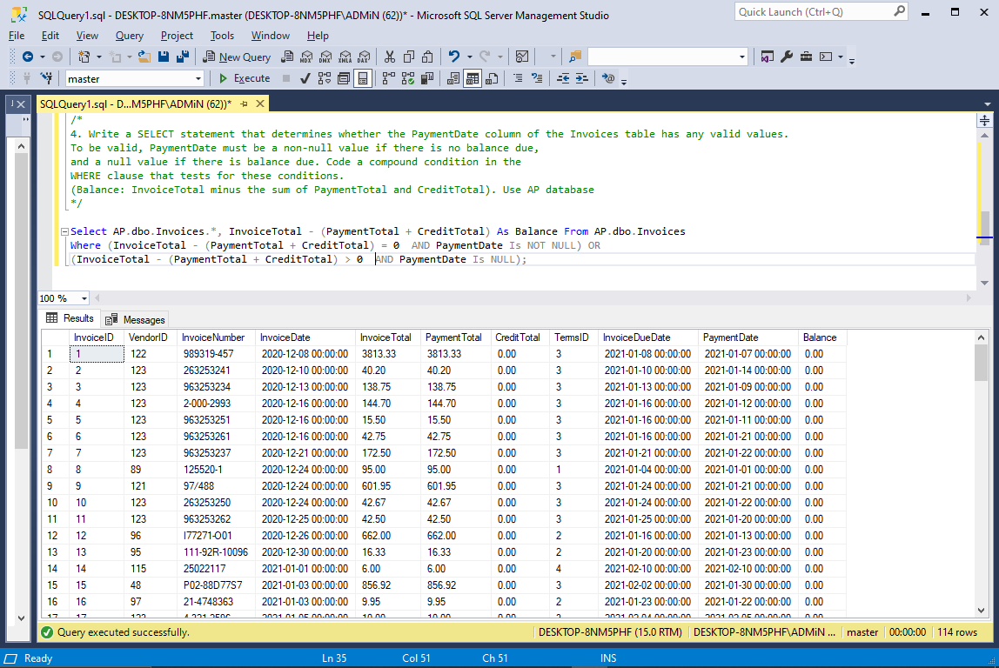 SQLQuery1.sql - DESKTOP-8NM5PHF.master (DESKTOP-8NM5PHF\ADMiN (62))* - Microsoft SQL Server Management Studio
Quick Launch (Ctrl+Q)
File Edit View Query Project Tools Window Help
New Query MDX DMX XMLA DAX
master Execute
SQLQuery1.sql - D...M5PHF\ADMiN (62))*
/*
4. Write a SELECT statement that determines whether the PaymentDate column of the Invoices table has any valid values.
To be valid, PaymentDate must be a non-null value if there is no balance due,
and a null value if there is balance due. Code a compound condition in the
WHERE clause that tests for these conditions.
(Balance: InvoiceTotal minus the sum of PaymentTotal and CreditTotal). Use AP database
*/
Select AP.dbo.Invoices.*, InvoiceTotal - (PaymentTotal + CreditTotal) As Balance From AP.dbo.Invoices
Where (InvoiceTotal - (PaymentTotal + CreditTotal) = 0  AND PaymentDate Is NOT NULL) OR
(InvoiceTotal - (PaymentTotal + CreditTotal) > 0  AND PaymentDate Is NULL);
100 %
Results Messages
InvoiceID VendorID InvoiceNumber InvoiceDate InvoiceTotal PaymentTotal CreditTotal TermsID InvoiceDueDate PaymentDate Balance
1 1 122 989319-457 2020-12-08 00:00:00 3813.33 3813.33 0.00 3 2021-01-08 00:00:00 2021-01-07 00:00:00 0.00
2 2 123 263253241 2020-12-10 00:00:00 40.20 40.20 0.00 3 2021-01-10 00:00:00 2021-01-14 00:00:00 0.00
3 3 123 963253234 2020-12-13 00:00:00 138.75 138.75 0.00 3 2021-01-13 00:00:00 2021-01-09 00:00:00 0.00
4 4 123 2-000-2993 2020-12-16 00:00:00 144.70 144.70 0.00 3 2021-01-16 00:00:00 2021-01-12 00:00:00 0.00
5 5 123 963253251 2020-12-16 00:00:00 15.50 15.50 0.00 3 2021-01-16 00:00:00 2021-01-11 00:00:00 0.00
6 6 123 963253261 2020-12-16 00:00:00 42.75 42.75 0.00 3 2021-01-16 00:00:00 2021-01-21 00:00:00 0.00
7 7 123 963253237 2020-12-21 00:00:00 172.50 172.50 0.00 3 2021-01-21 00:00:00 2021-01-22 00:00:00 0.00
8 8 89 125520-1 2020-12-24 00:00:00 95.00 95.00 0.00 1 2021-01-04 00:00:00 2021-01-01 00:00:00 0.00
9 9 121 97/488 2020-12-24 00:00:00 601.95 601.95 0.00 3 2021-01-24 00:00:00 2021-01-21 00:00:00 0.00
10 10 123 263253250 2020-12-24 00:00:00 42.67 42.67 0.00 3 2021-01-24 00:00:00 2021-01-22 00:00:00 0.00
11 11 123 963253262 2020-12-25 00:00:00 42.50 42.50 0.00 3 2021-01-25 00:00:00 2021-01-20 00:00:00 0.00
12 12 96 I77271-O01 2020-12-26 00:00:00 662.00 662.00 0.00 2 2021-01-16 00:00:00 2021-01-13 00:00:00 0.00
13 13 95 111-92R-10096 2020-12-30 00:00:00 16.33 16.33 0.00 2 2021-01-20 00:00:00 2021-01-23 00:00:00 0.00
14 14 115 25022117 2021-01-01 00:00:00 6.00 6.00 0.00 4 2021-02-10 00:00:00 2021-02-10 00:00:00 0.00
15 15 48 P02-88D77S7 2021-01-03 00:00:00 856.92 856.92 0.00 3 2021-02-02 00:00:00 2021-01-30 00:00:00 0.00
16 16 97 21-4748363 2021-01-03 00:00:00 9.95 9.95 0.00 2 2021-01-23 00:00:00 2021-01-22 00:00:00 0.00
Query executed successfully. DESKTOP-8NM5PHF (15.0 RTM) DESKTOP-8NM5PHF\ADMiN ... master 00:00:00 114 rows
Ready Ln 35 Col 51 Ch 51 INS